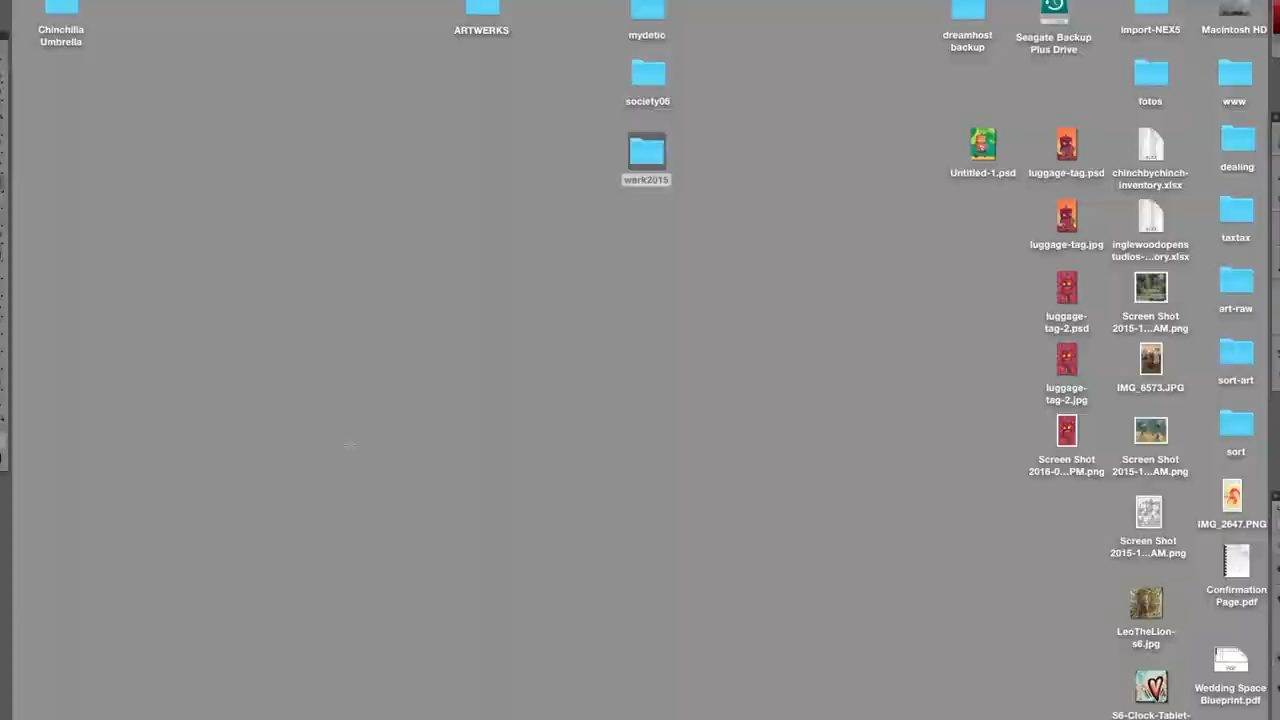 Chinchilla
Umbrella
ARTWERKS
mydetic
dreamhost
backup
Seagate Backup
Plus Drive
import-NEX5
Macintosh HD
society06
fotos
www
werk2015
Untitled-1.psd
luggage-tag.psd
chinchbychinch-
inventory.xlsx
dealing
luggage-tag.jpg
inglewoodopens
tudios-...ory.xlsx
taxtax
luggage-
tag-2.psd
Screen Shot
2015-1...AM.png
art-raw
luggage-
tag-2.jpg
IMG_6573.JPG
sort-art
Screen Shot
2016-0...PM.png
Screen Shot
2015-1...AM.png
sort
Screen Shot
2015-1...AM.png
IMG_2647.PNG
Confirmation
Page.pdf
LeoTheLion-
s6.jpg
Wedding Space
Blueprint.pdf
S6-Clock-Tablet-